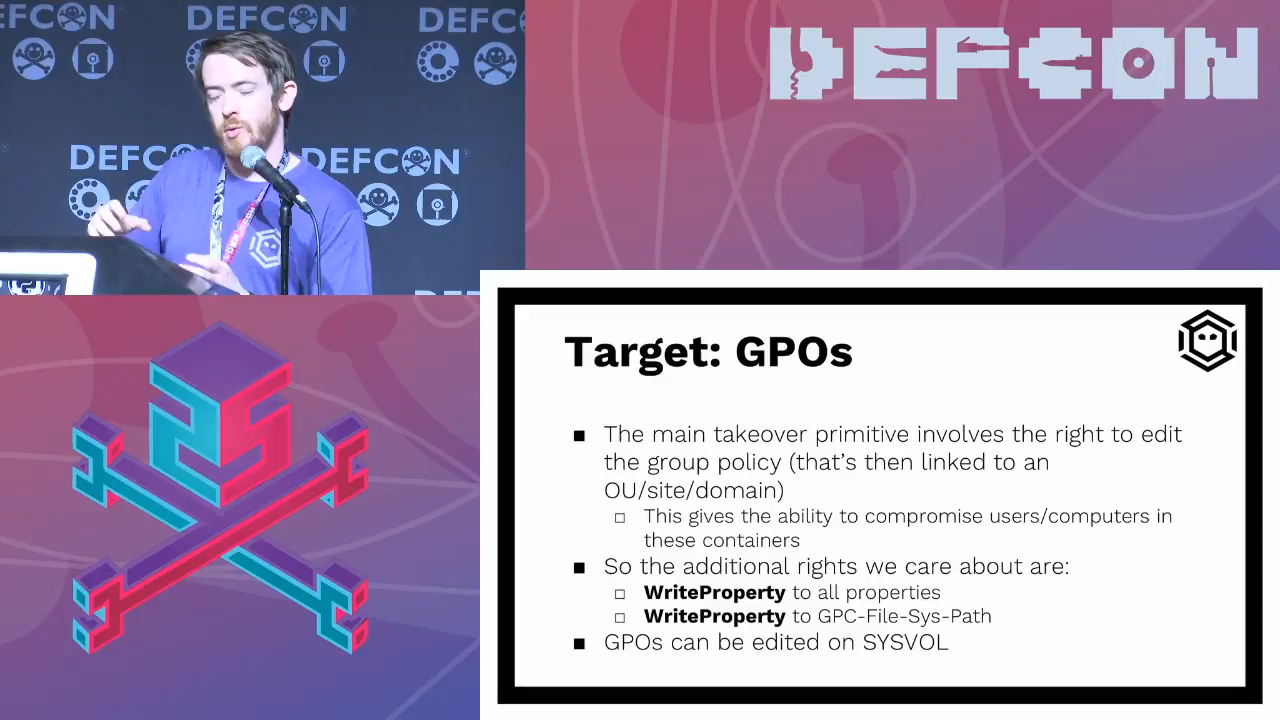 DEFCON
DEFCON
DEFCON
DEFCON
DEFCON
Target: GPOs
■ The main takeover primitive involves the right to edit
the group policy (that's then linked to an
OU/site/domain)
□ This gives the ability to compromise users/computers in
these containers
■ So the additional rights we care about are:
□ WriteProperty to all properties
□ WriteProperty to GPC-File-Sys-Path
■ GPOs can be edited on SYSVOL